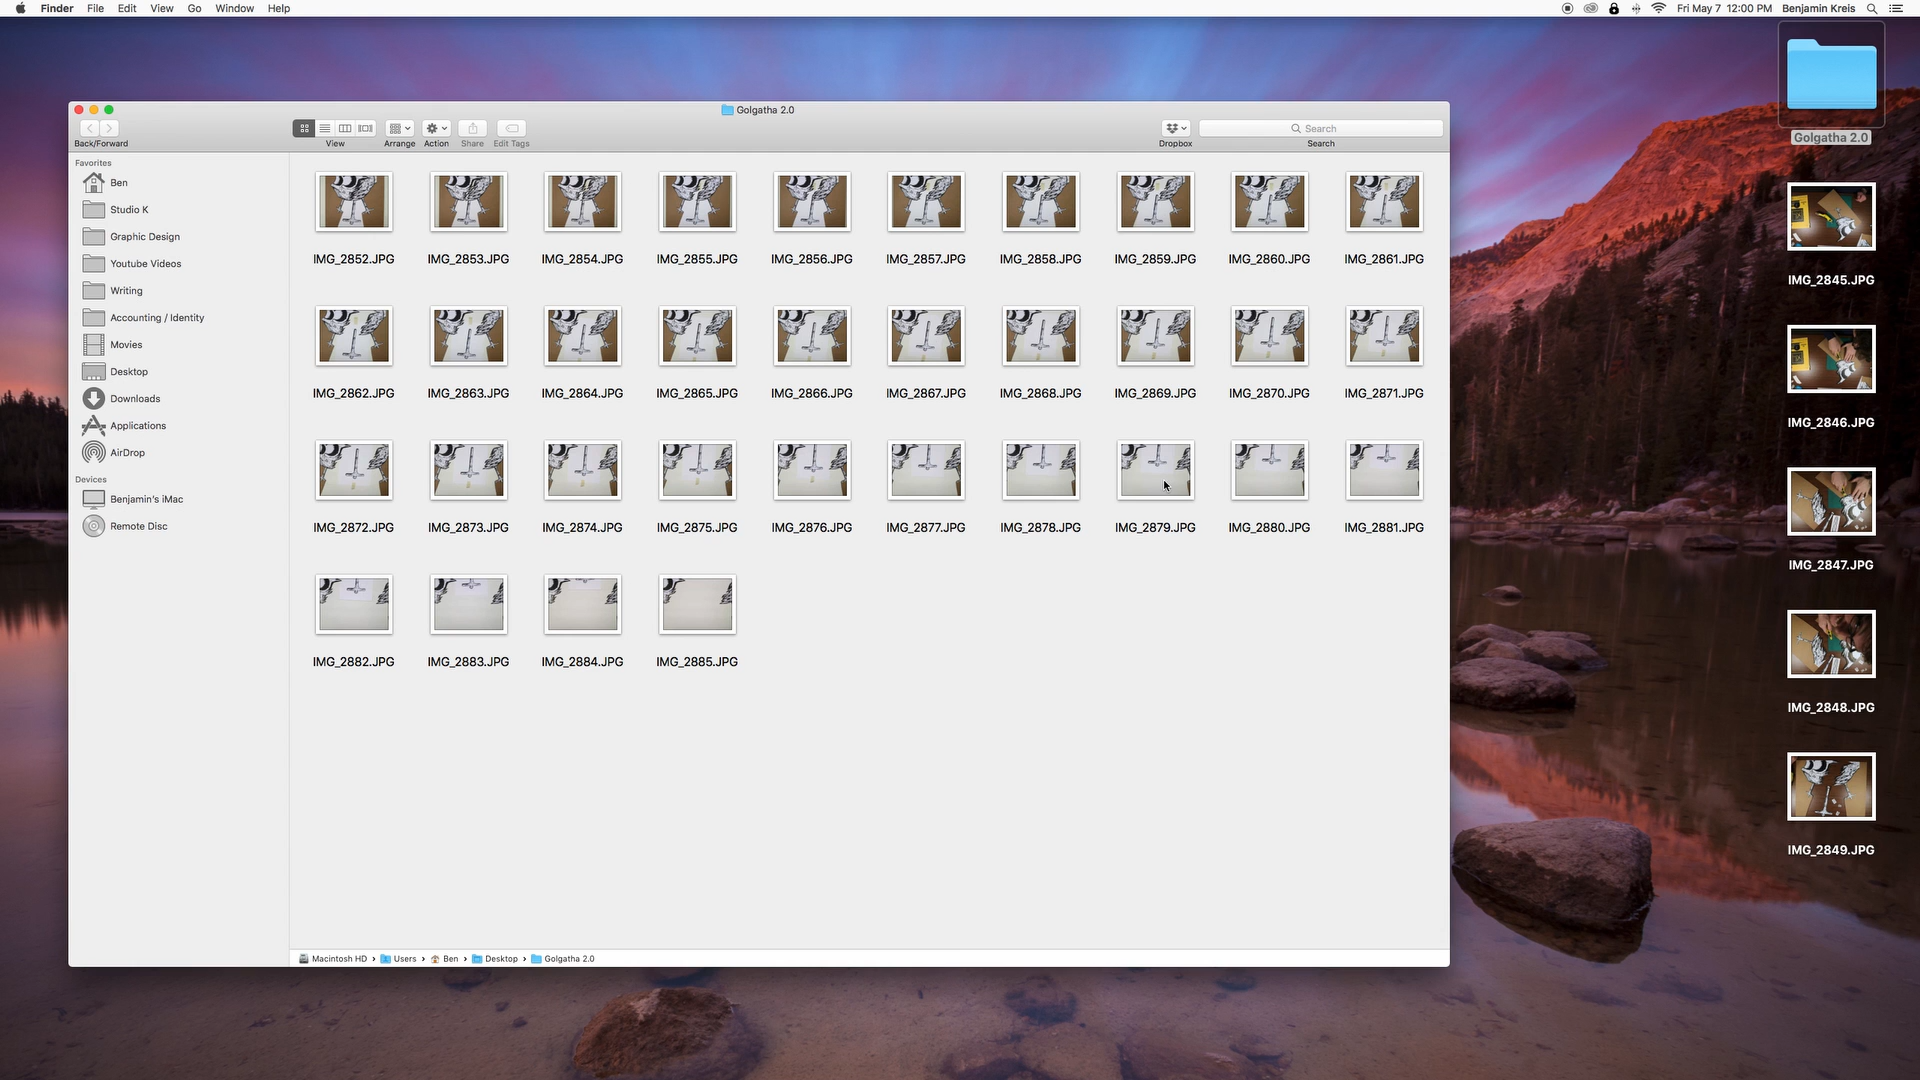 Finder File Edit View Go Window Help
Fri May 7 12:00 PM Benjamin Kreis
Golgatha 2.0
Search
Back/Forward View Arrange Action Share Edit Tags Dropbox Search
Favorites
Ben
Studio K
Graphic Design
Youtube Videos
Writing
Accounting / Identity
Movies
Desktop
Downloads
Applications
AirDrop
Devices
Benjamin's iMac
Remote Disc
IMG_2852.JPG IMG_2853.JPG IMG_2854.JPG IMG_2855.JPG IMG_2856.JPG IMG_2857.JPG IMG_2858.JPG IMG_2859.JPG IMG_2860.JPG IMG_2861.JPG
IMG_2862.JPG IMG_2863.JPG IMG_2864.JPG IMG_2865.JPG IMG_2866.JPG IMG_2867.JPG IMG_2868.JPG IMG_2869.JPG IMG_2870.JPG IMG_2871.JPG
IMG_2872.JPG IMG_2873.JPG IMG_2874.JPG IMG_2875.JPG IMG_2876.JPG IMG_2877.JPG IMG_2878.JPG IMG_2879.JPG IMG_2880.JPG IMG_2881.JPG
IMG_2882.JPG IMG_2883.JPG IMG_2884.JPG IMG_2885.JPG
Macintosh HD › Users › Ben › Desktop › Golgatha 2.0
Golgatha 2.0
IMG_2845.JPG
IMG_2846.JPG
IMG_2847.JPG
IMG_2848.JPG
IMG_2849.JPG